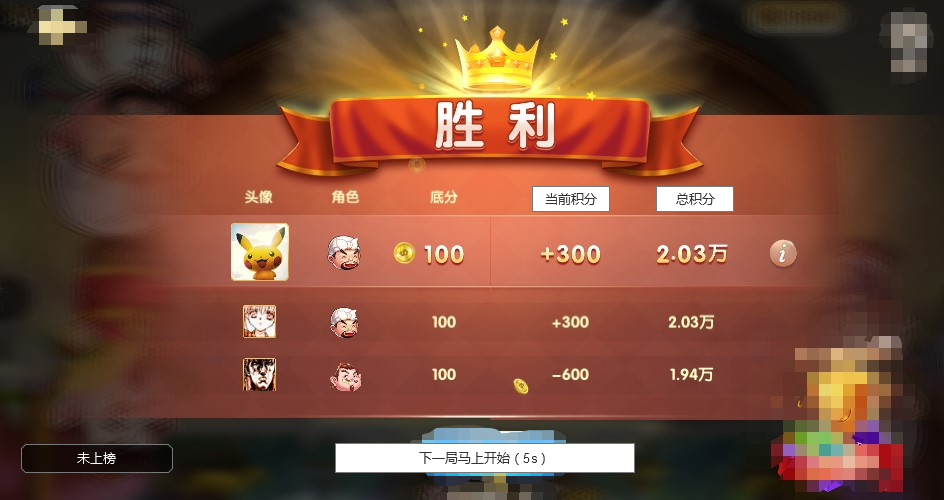 胜利
头像 角色 底分 当前积分 总积分
100 +300 2.03万 i
100 +300 2.03万
100 -600 1.94万
未上榜 下一局马上开始 ( 5s )